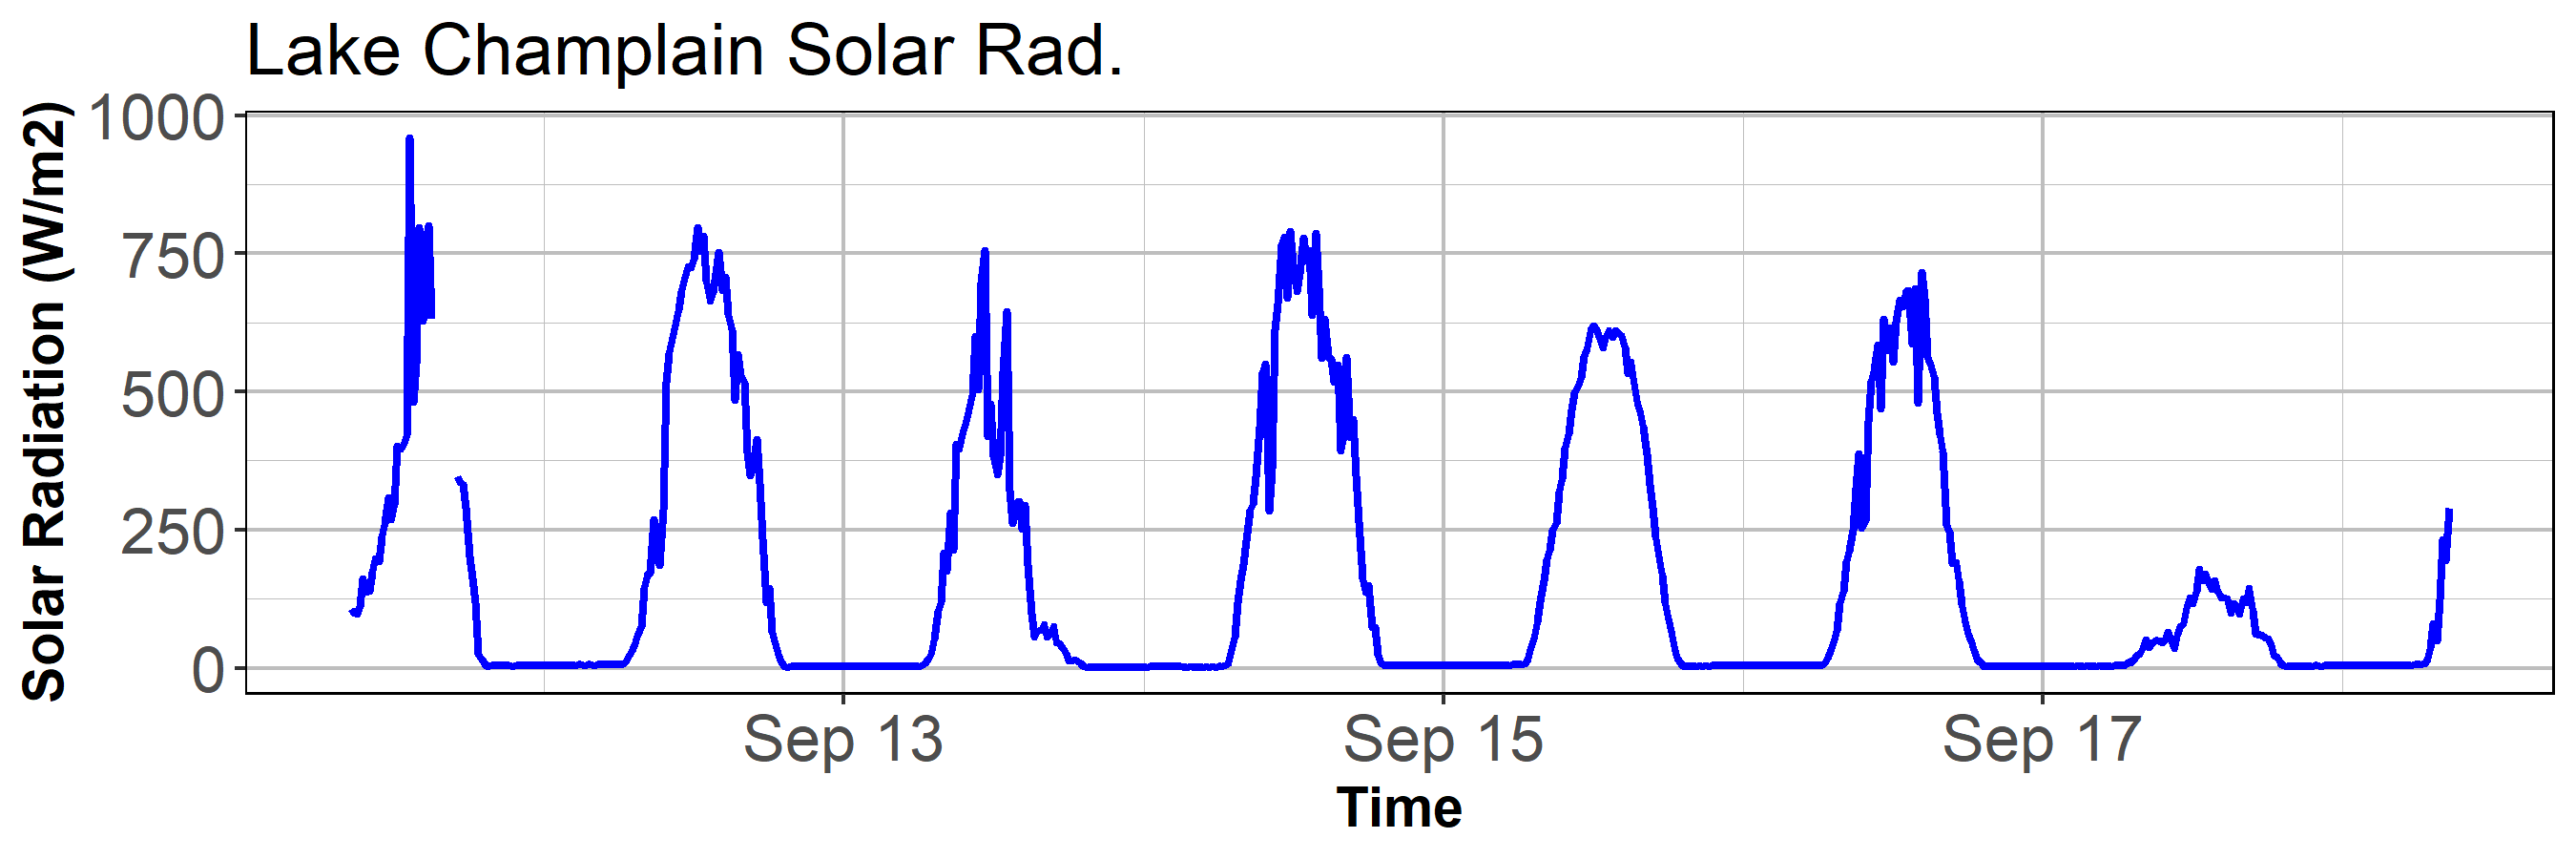 Lake Champlain Solar Rad.
Solar Radiation (W/m2)
1000
750
500
250
0
Sep 13
Sep 15
Sep 17
Time